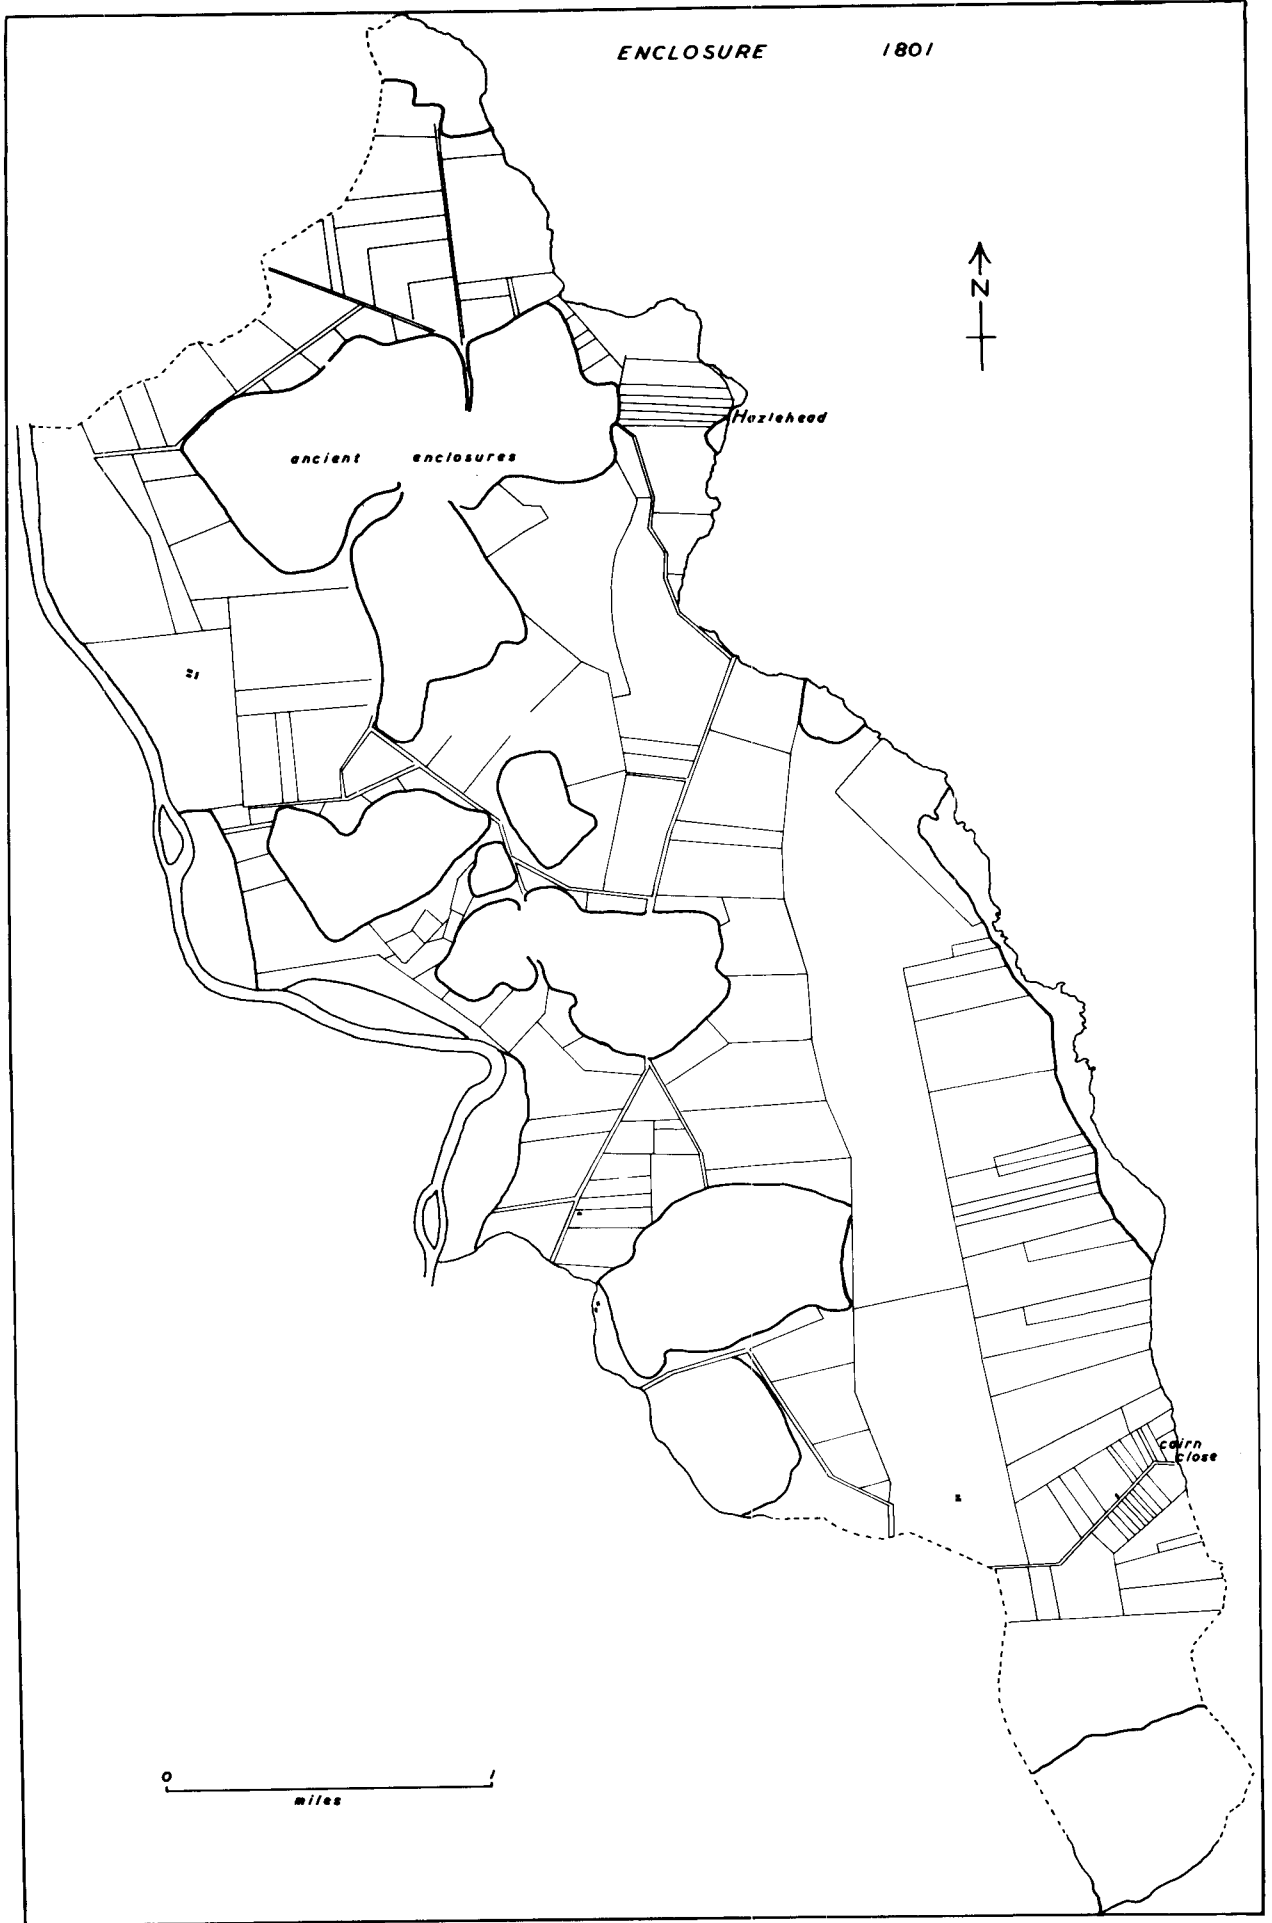 ENCLOSURE 1801
N
Hazlehead
ancient enclosures
cairn
close
0 1
miles